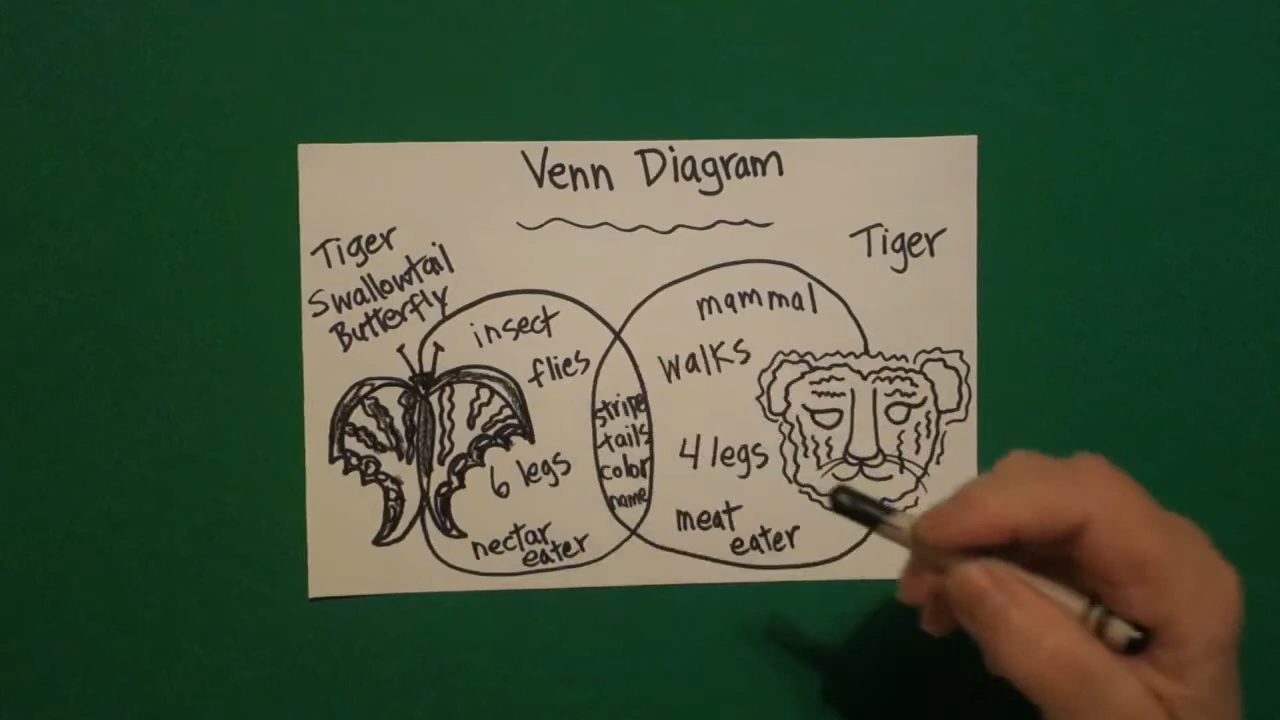 Venn Diagram
Tiger
Swallowtail
Butterfly
Tiger
insect
flies
6 legs
nectar
eater
stripe
tails
color
name
mammal
walks
4 legs
meat
eater